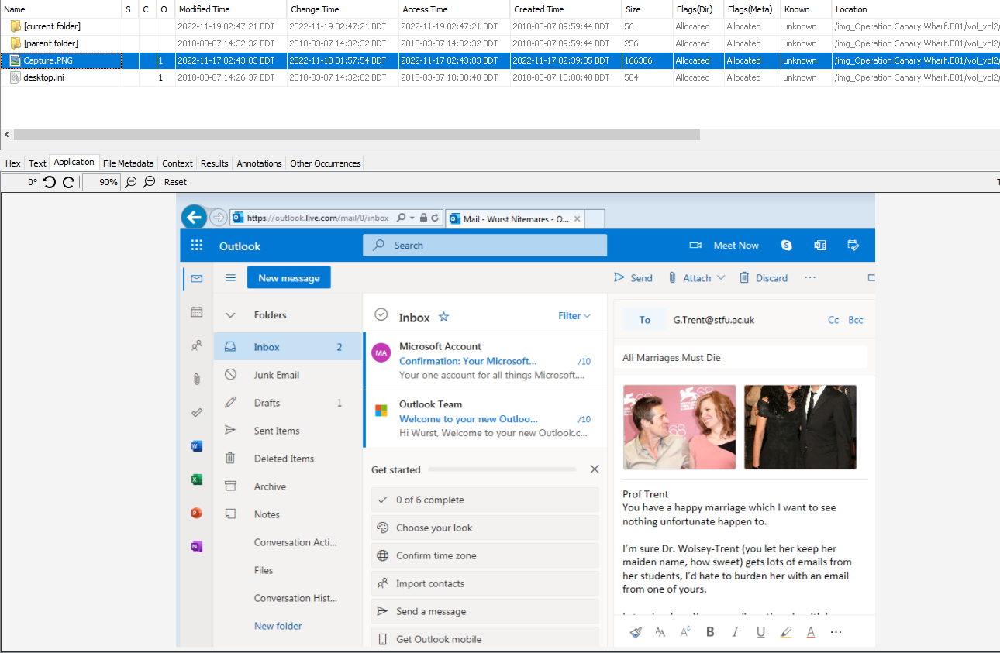 Name S C O Modified Time Change Time Access Time Created Time Size Flags(Dir) Flags(Meta) Known Location
[current folder] 2022-11-19 02:47:21 BDT 2022-11-19 02:47:21 BDT 2022-11-19 02:47:21 BDT 2018-03-07 09:59:44 BDT 56 Allocated Allocated unknown /img_Operation Canary Wharf.E01/vol_vol2/
[parent folder] 2018-03-07 14:32:32 BDT 2018-03-07 14:32:32 BDT 2018-03-07 14:32:32 BDT 2018-03-07 09:59:44 BDT 256 Allocated Allocated unknown /img_Operation Canary Wharf.E01/vol_vol2/
Capture.PNG 1 2022-11-17 02:43:03 BDT 2022-11-18 01:57:54 BDT 2022-11-17 02:43:03 BDT 2022-11-17 02:39:35 BDT 166306 Allocated Allocated unknown /img_Operation Canary Wharf.E01/vol_vol2/
desktop.ini 1 2018-03-07 14:26:37 BDT 2018-03-07 14:32:02 BDT 2018-03-07 10:00:48 BDT 2018-03-07 10:00:48 BDT 504 Allocated Allocated unknown /img_Operation Canary Wharf.E01/vol_vol2/
Hex Text Application File Metadata Context Results Annotations Other Occurrences
0° 90% Reset
https://outlook.live.com/mail/0/inbox Mail - Wurst Nitemares - O...
Outlook Search Meet Now
New message Send Attach Discard ...
Folders
Inbox 2
Junk Email
Drafts 1
Sent Items
Deleted Items
Archive
Notes
Conversation Acti...
Files
Conversation Hist...
New folder
Inbox Filter
MA
Microsoft Account
Confirmation: Your Microsoft... /10
Your one account for all things Microsoft....
Outlook Team
Welcome to your new Outloo... /10
Hi Wurst, Welcome to your new Outlook.c...
Get started
0 of 6 complete
Choose your look
Confirm time zone
Import contacts
Send a message
Get Outlook mobile
To G.Trent@stfu.ac.uk Cc Bcc
All Marriages Must Die
68
Prof Trent
You have a happy marriage which I want to see
nothing unfortunate happen to.
I'm sure Dr. Wolsey-Trent (you let her keep her
maiden name, how sweet) gets lots of emails from
her students, I'd hate to burden her with an email
from one of yours.
B I U A ...